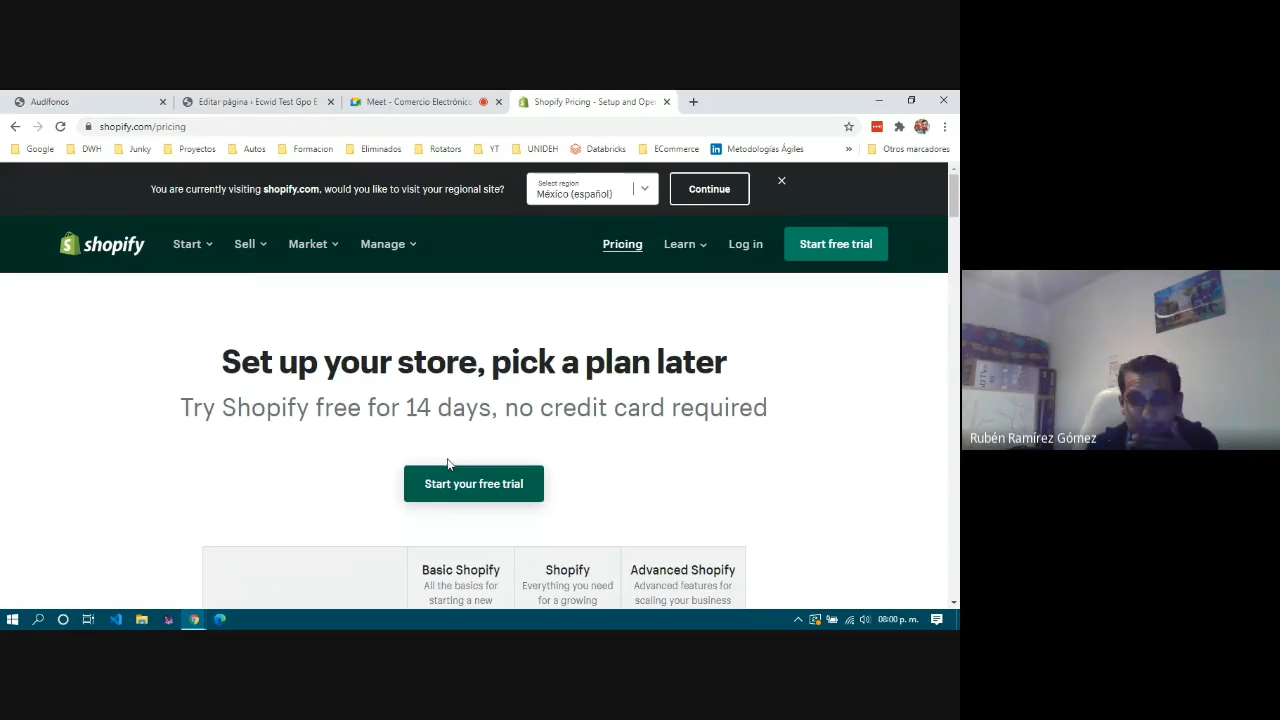 Audífonos
Editar página ‹ Ecwid Test Gpo E
Meet - Comercio Electrónic
Shopify Pricing - Setup and Ope
shopify.com/pricing
Google
DWH
Junky
Proyectos
Autos
Formacion
Eliminados
Rotators
YT
UNIDEH
Databricks
ECommerce
Metodologías Ágiles
»
Otros marcadores
You are currently visiting shopify.com, would you like to visit your regional site?
Select region
México (español)
Continue
shopify
Start
Sell
Market
Manage
Pricing
Learn
Log in
Start free trial
Set up your store, pick a plan later
Try Shopify free for 14 days, no credit card required
Start your free trial
Basic Shopify
All the basics for
starting a new
Shopify
Everything you need
for a growing
Advanced Shopify
Advanced features for
scaling your business
08:00 p. m.
Rubén Ramírez Gómez